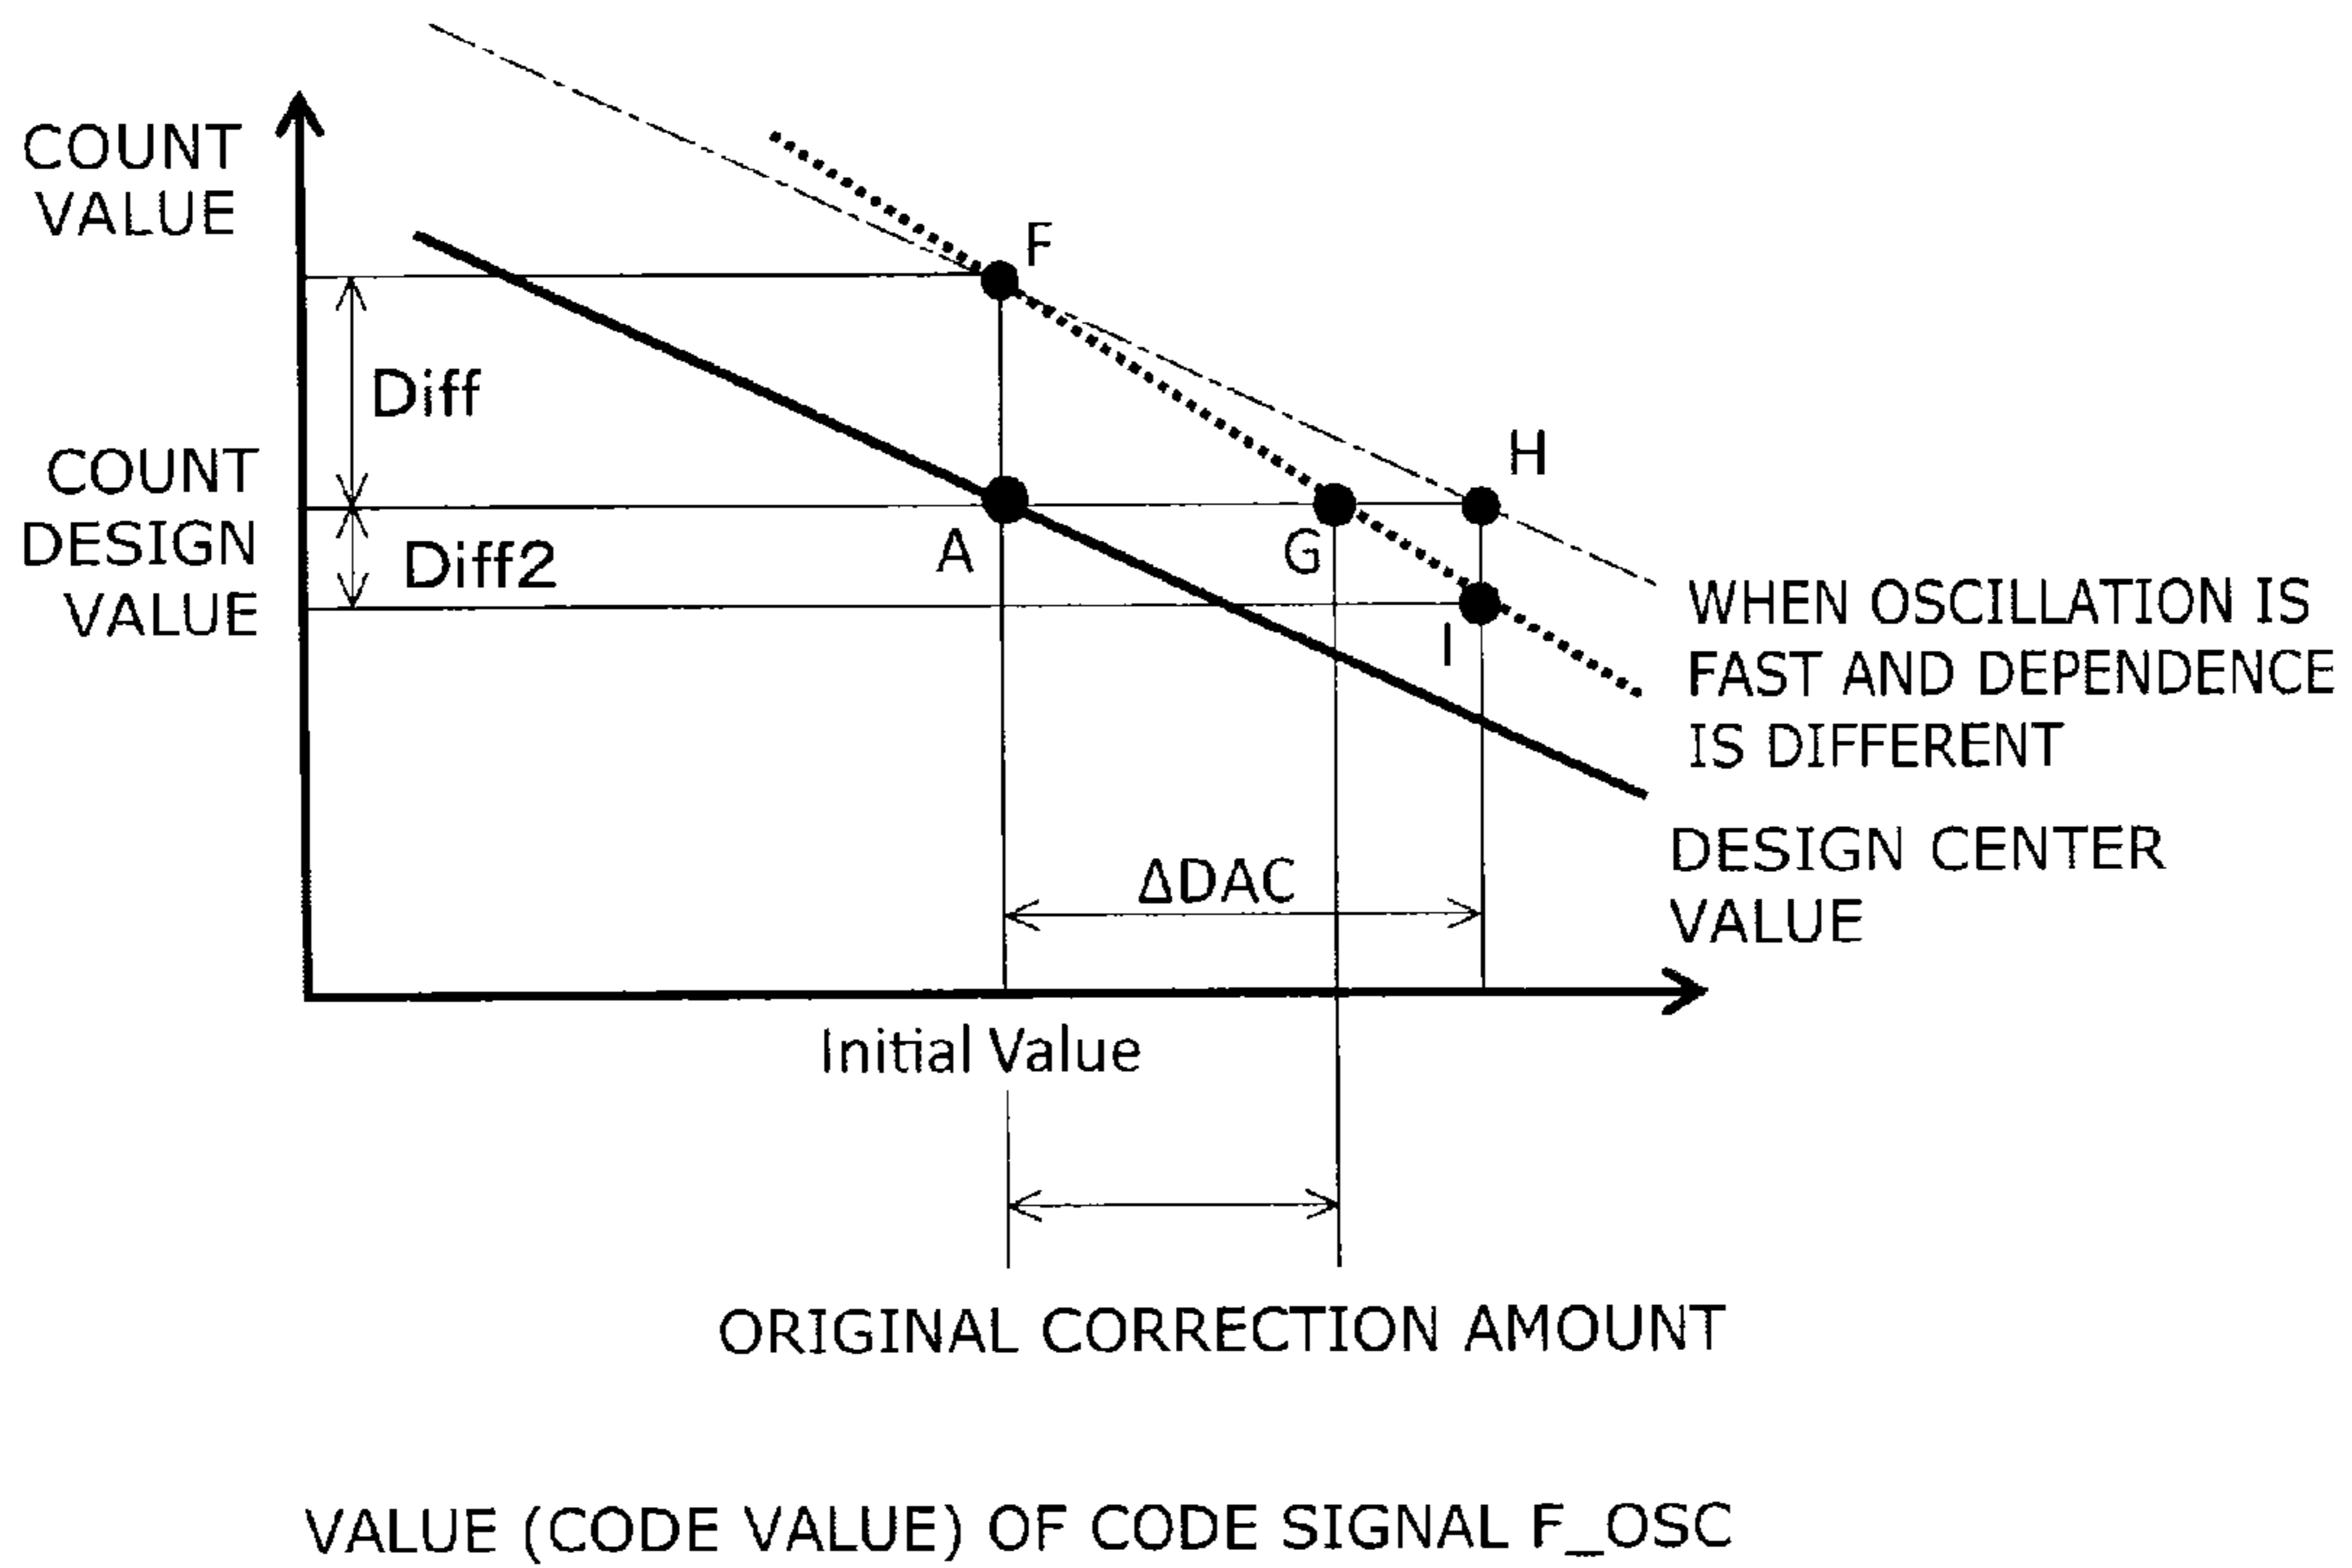 COUNT
VALUE
F
Diff
H
COUNT
DESIGN
VALUE
A
G
Diff2
I
WHEN OSCILLATION IS
FAST AND DEPENDENCE
IS DIFFERENT
DESIGN CENTER
VALUE
ΔDAC
Initial Value
ORIGINAL CORRECTION AMOUNT
VALUE (CODE VALUE) OF CODE SIGNAL F_OSC